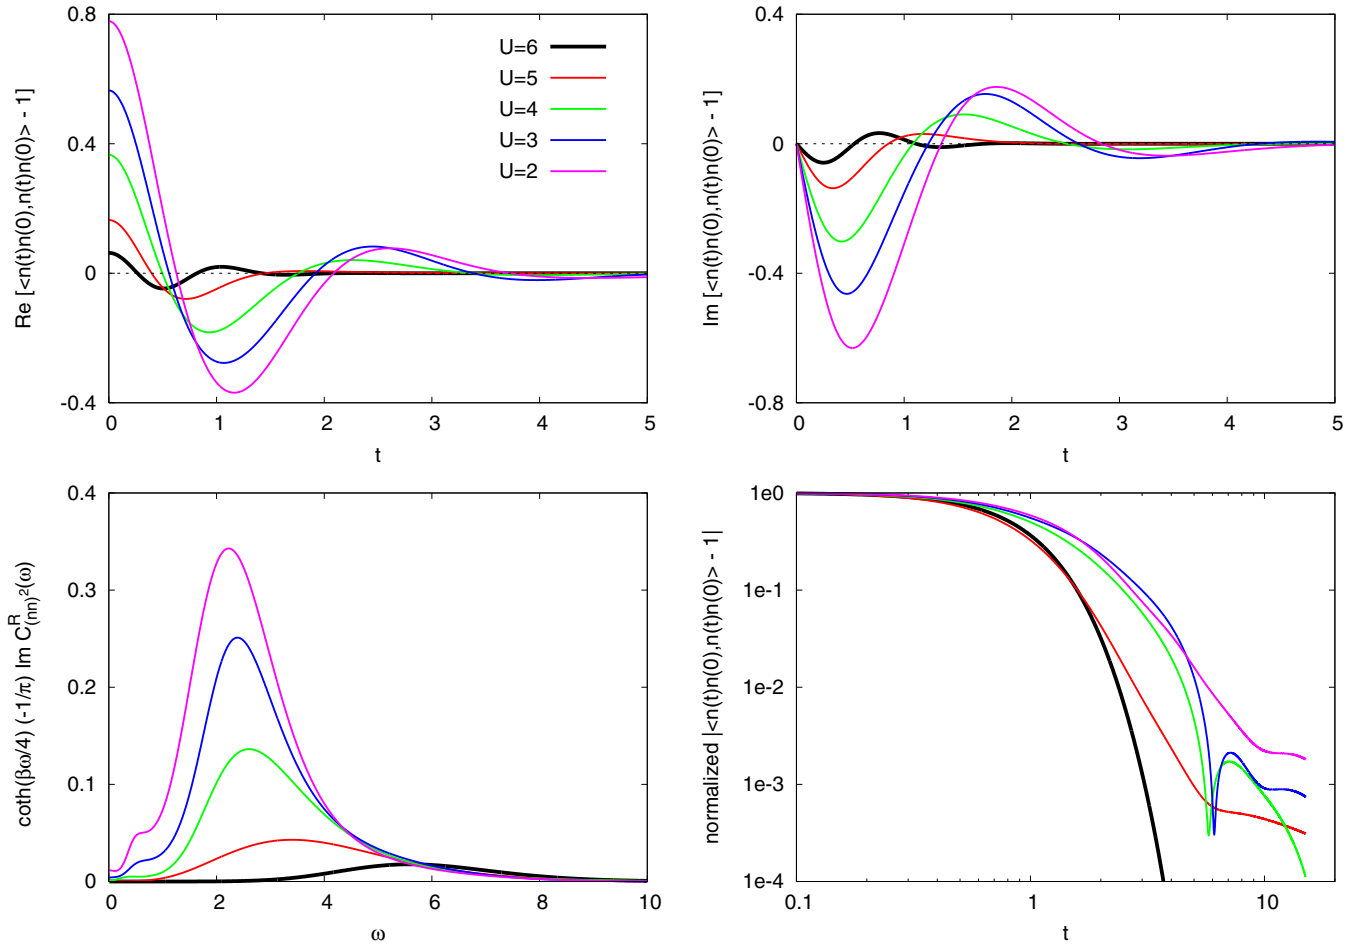 0.8
0.4
0
-0.4
Re [<n(t)n(0),n(t)n(0)> - 1]
0 1 2 3 4 5
t
U=6
U=5
U=4
U=3
U=2
0.4
0
-0.4
-0.8
Im [<n(t)n(0),n(t)n(0)> - 1]
0 1 2 3 4 5
t
0.4
0.3
0.2
0.1
0
coth(βω/4) (-1/π) Im C^R_{(nn)^2}(ω)
0 2 4 6 8 10
ω
1e0
1e-1
1e-2
1e-3
1e-4
normalized |<n(t)n(0),n(t)n(0)> - 1|
0.1 1 10
t